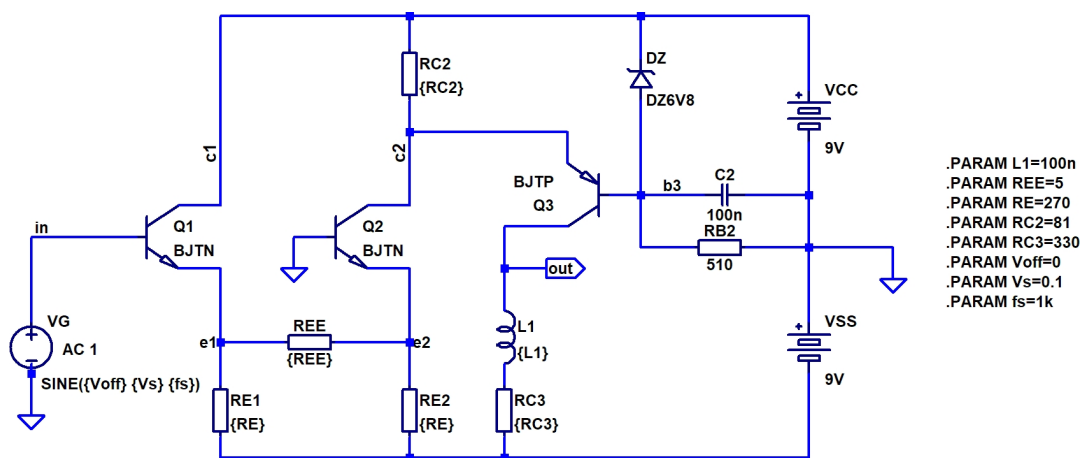 RC2
{RC2}
DZ
DZ6V8
VCC
+
9V
c1
c2
BJTP
Q3
b3
C2
100n
RB2
510
.PARAM L1=100n
.PARAM REE=5
.PARAM RE=270
.PARAM RC2=81
.PARAM RC3=330
.PARAM Voff=0
.PARAM Vs=0.1
.PARAM fs=1k
in
Q1
BJTN
Q2
BJTN
out
VG
AC 1
SINE({Voff} {Vs} {fs})
e1
REE
{REE}
e2
L1
{L1}
VSS
+
9V
RE1
{RE}
RE2
{RE}
RC3
{RC3}